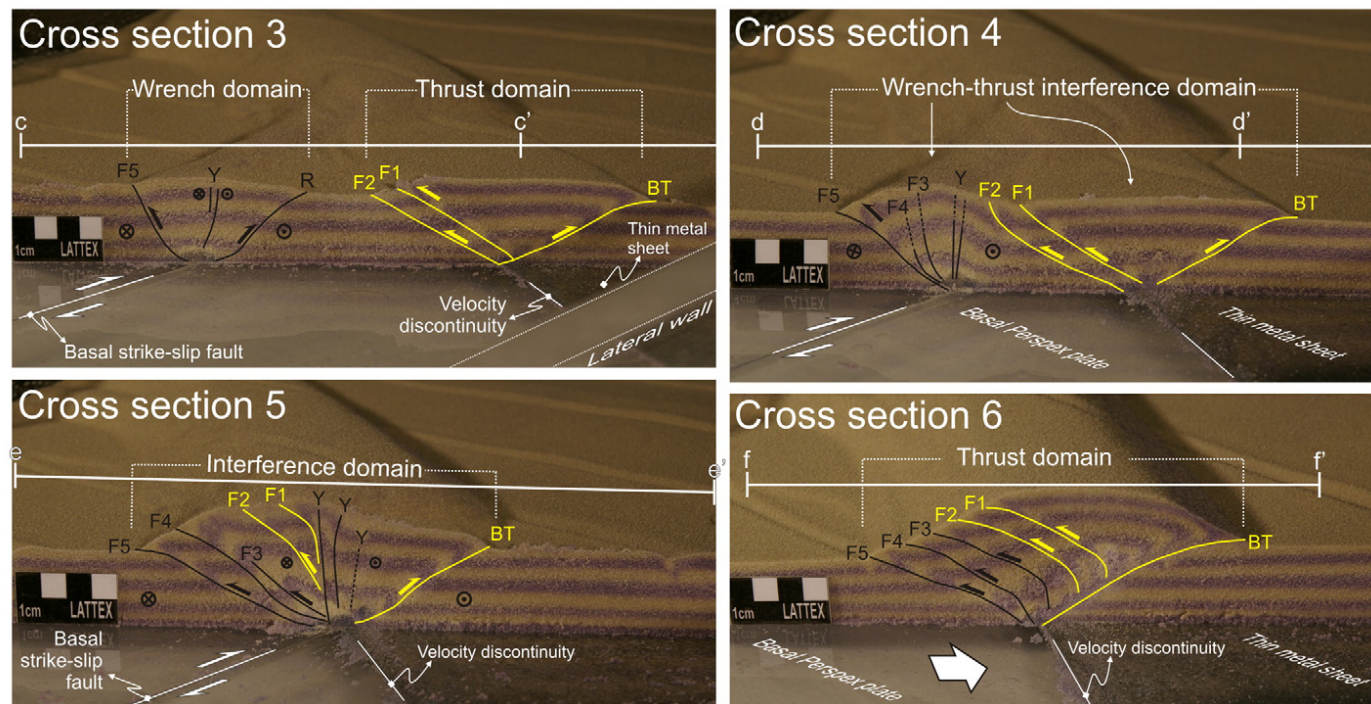 Cross section 3
Wrench domain
Thrust domain
c
c'
F5
Y
R
F2
F1
BT
1cm
LATTEX
Thin metal
sheet
Velocity
discontinuity
Lateral wall
Basal strike-slip fault
Cross section 4
Wrench-thrust interference domain
d
d'
F5
F4
F3
Y
F2
F1
BT
1cm
LATTEX
Basal Perspex plate
Thin metal sheet
Cross section 5
e
e'
Interference domain
F5
F4
F3
F2
F1
Y
Y
Y
BT
1cm
LATTEX
Basal
strike-slip
fault
Velocity discontinuity
Cross section 6
Thrust domain
f
f'
F5
F4
F3
F2
F1
BT
1cm
LATTEX
Basal Perspex plate
Velocity discontinuity
Thin metal sheet